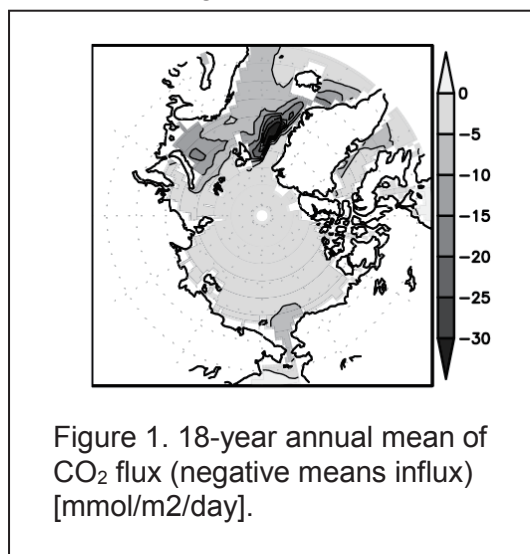 0
−5
−10
−15
−20
−25
−30
Figure 1. 18-year annual mean of
CO₂ flux (negative means influx)
[mmol/m2/day].